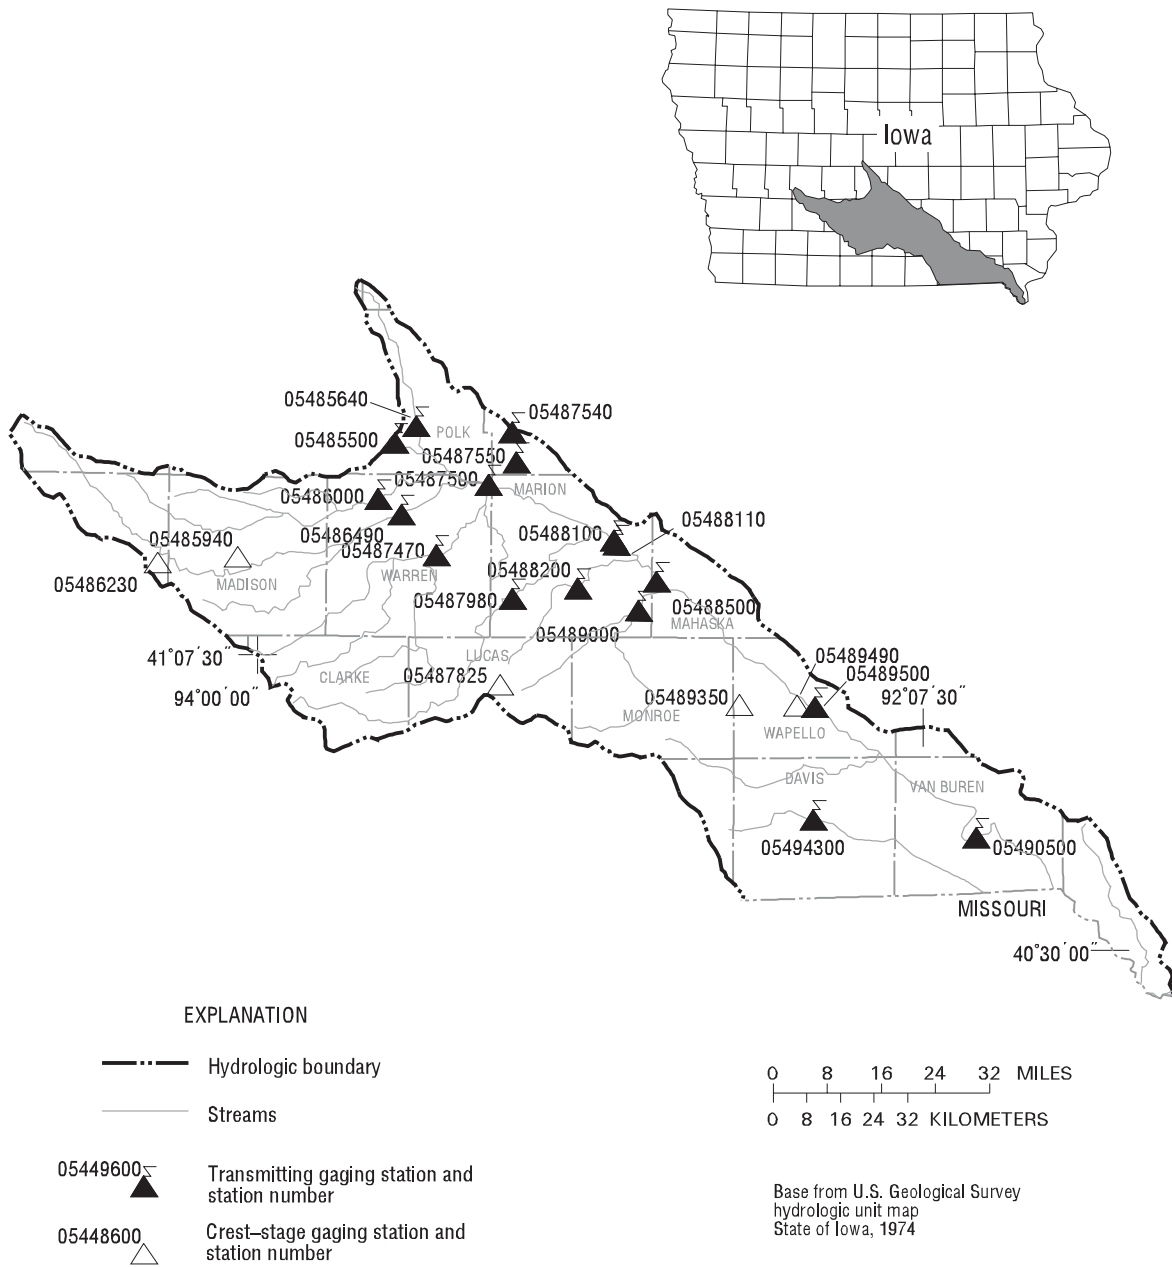 Iowa
05485640
05487540
05485500
POLK
05487550
05487500
MARION
05486000
05488110
05486490
05488100
05485940
05487470
05488200
05486230
MADISON
WARREN
05487980
05488500
MAHASKA
05489000
41°07'30"
LUCAS
05489490
CLARKE
05487825
05489500
94°00'00"
05489350
92°07'30"
MONROE
WAPELLO
DAVIS
VAN BUREN
05494300
05490500
MISSOURI
40°30'00"
EXPLANATION
Hydrologic boundary
Streams
05449600
Transmitting gaging station and
station number
05448600
Crest–stage gaging station and
station number
0 8 16 24 32 MILES
0 8 16 24 32 KILOMETERS
Base from U.S. Geological Survey
hydrologic unit map
State of Iowa, 1974